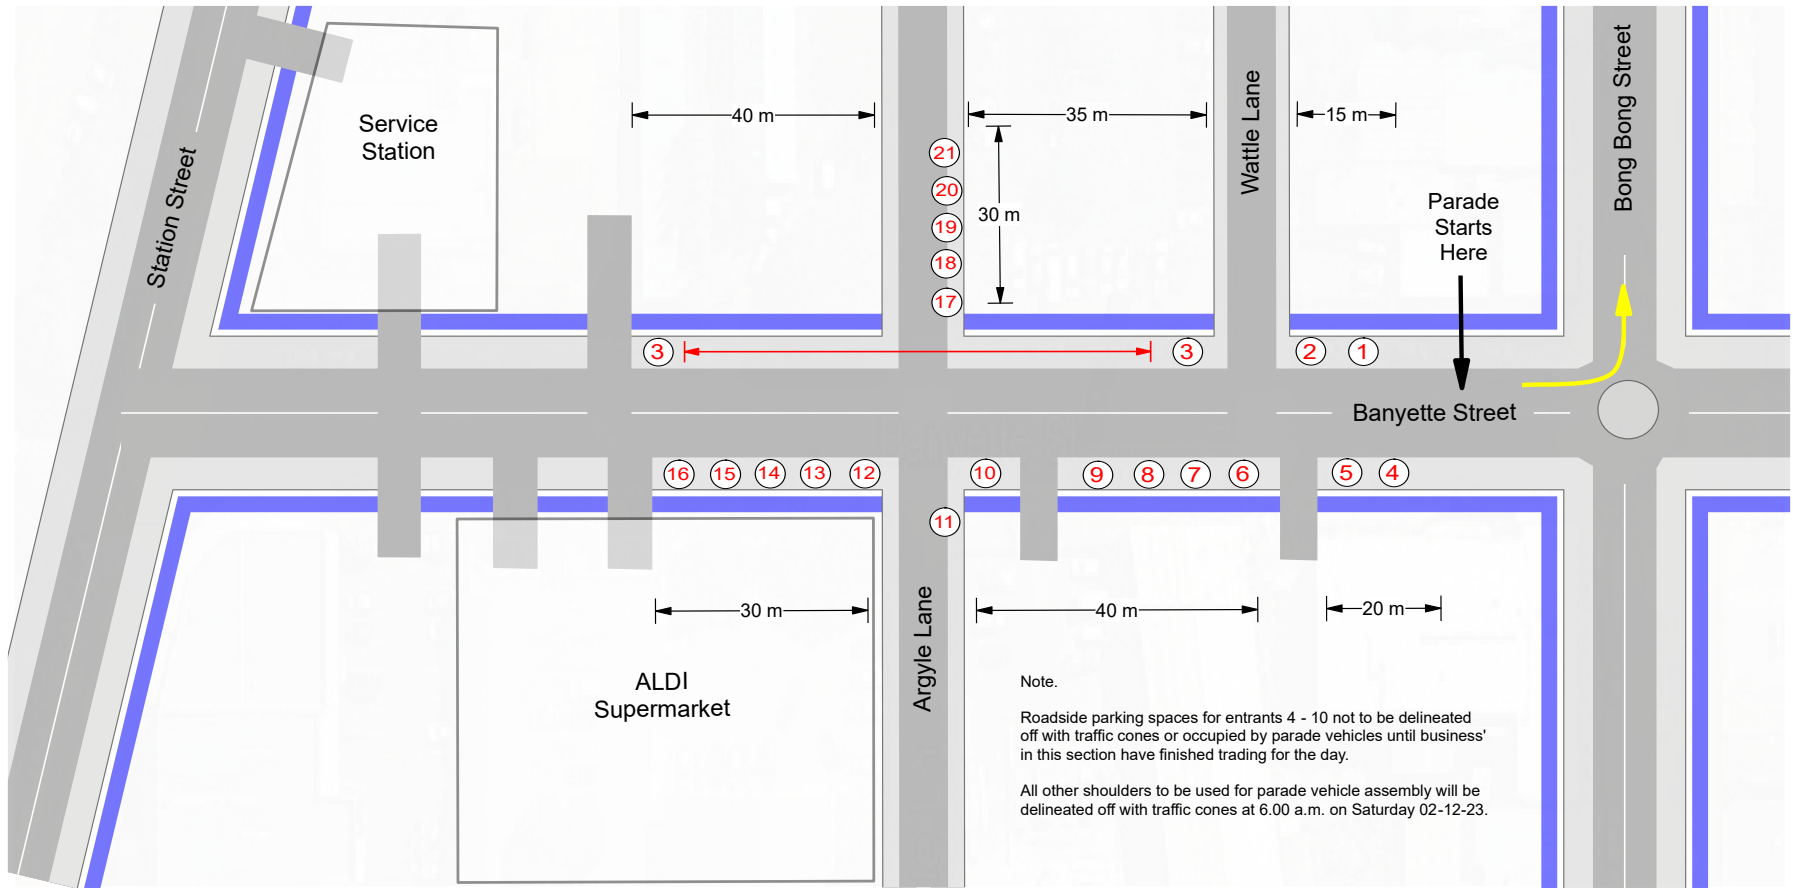 Bong Bong Street
Wattle Lane
40 m
35 m
15 m
Service
Station
Station Street
21
20
19
18
17
30 m
Parade
Starts
Here
3
3
2
1
Banyette Street
16
15
14
13
12
10
9
8
7
6
5
4
11
30 m
40 m
20 m
Argyle Lane
ALDI
Supermarket
Note.
Roadside parking spaces for entrants 4 - 10 not to be delineated
off with traffic cones or occupied by parade vehicles until business'
in this section have finished trading for the day.
All other shoulders to be used for parade vehicle assembly will be
delineated off with traffic cones at 6.00 a.m. on Saturday 02-12-23.